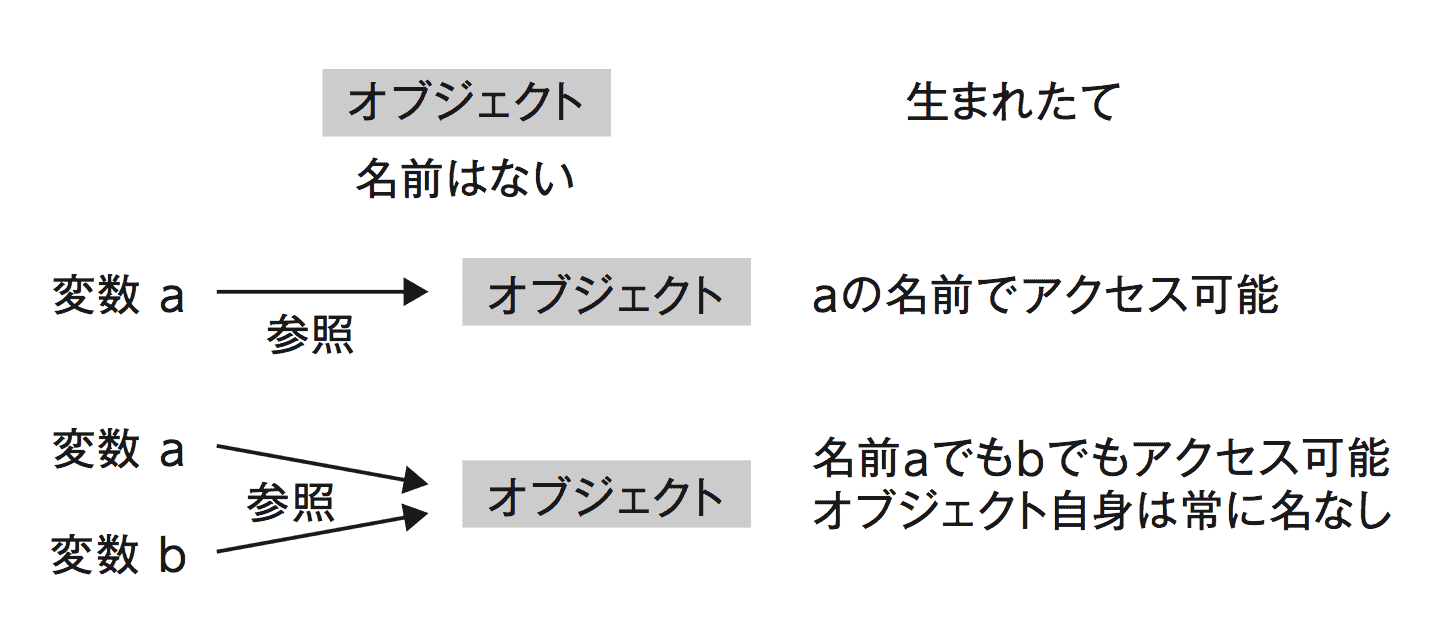 オブジェクト
生まれたて
名前はない
変数 a
参照
オブジェクト
aの名前でアクセス可能
変数 a
変数 b
参照
オブジェクト
名前aでもbでもアクセス可能
オブジェクト自身は常に名なし